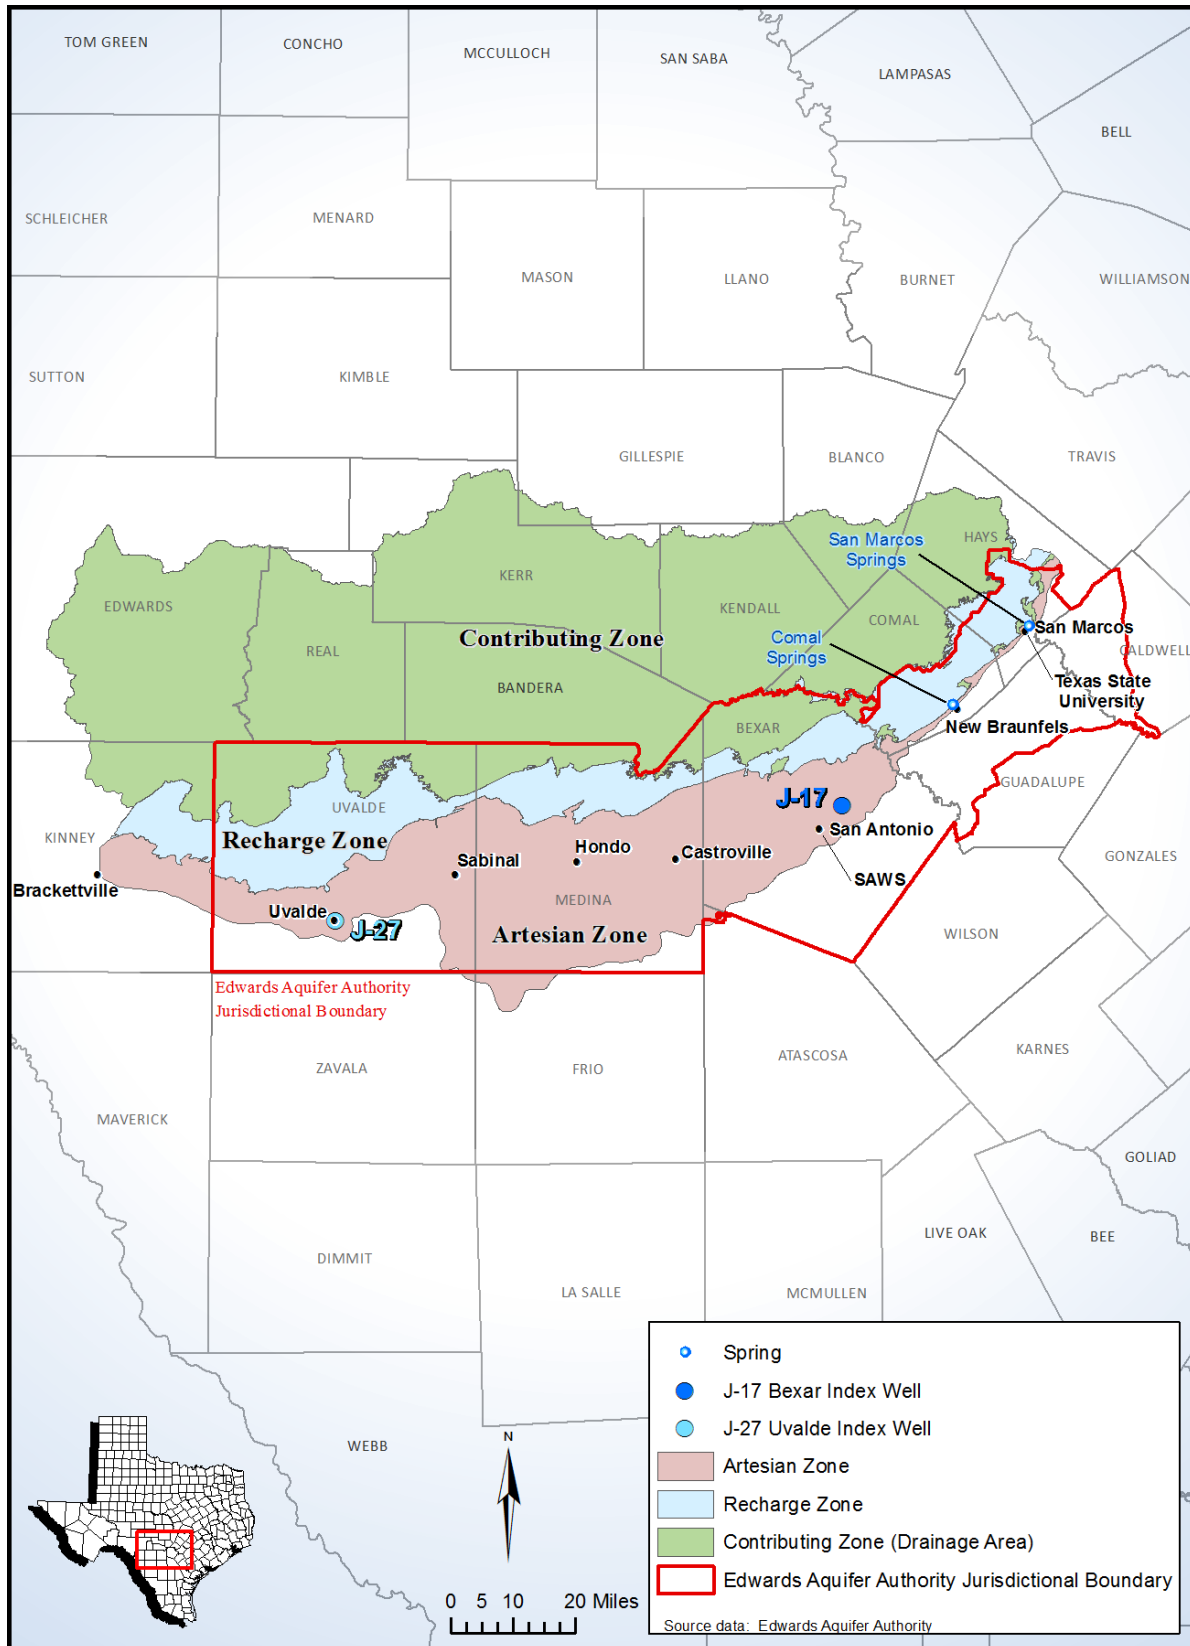 TOM GREEN
CONCHO
MCCULLOCH
SAN SABA
LAMPASAS
BELL
SCHLEICHER
MENARD
MASON
LLANO
BURNET
WILLIAMSON
SUTTON
KIMBLE
GILLESPIE
BLANCO
TRAVIS
San Marcos
Springs
HAYS
EDWARDS
KERR
KENDALL
COMAL
Comal
Springs
San Marcos
REAL
Contributing Zone
CALDWELL
BANDERA
Texas State
University
BEXAR
New Braunfels
GUADALUPE
J-17
UVALDE
KINNEY
Recharge Zone
San Antonio
Sabinal
Hondo
Castroville
GONZALES
Brackettville
SAWS
MEDINA
Uvalde
J-27
Artesian Zone
WILSON
Edwards Aquifer Authority
Jurisdictional Boundary
ZAVALA
FRIO
ATASCOSA
KARNES
MAVERICK
GOLIAD
DIMMIT
LA SALLE
MCMULLEN
LIVE OAK
BEE
WEBB
N
0 5 10 20 Miles
Spring
J-17 Bexar Index Well
J-27 Uvalde Index Well
Artesian Zone
Recharge Zone
Contributing Zone (Drainage Area)
Edwards Aquifer Authority Jurisdictional Boundary
Source data: Edwards Aquifer Authority